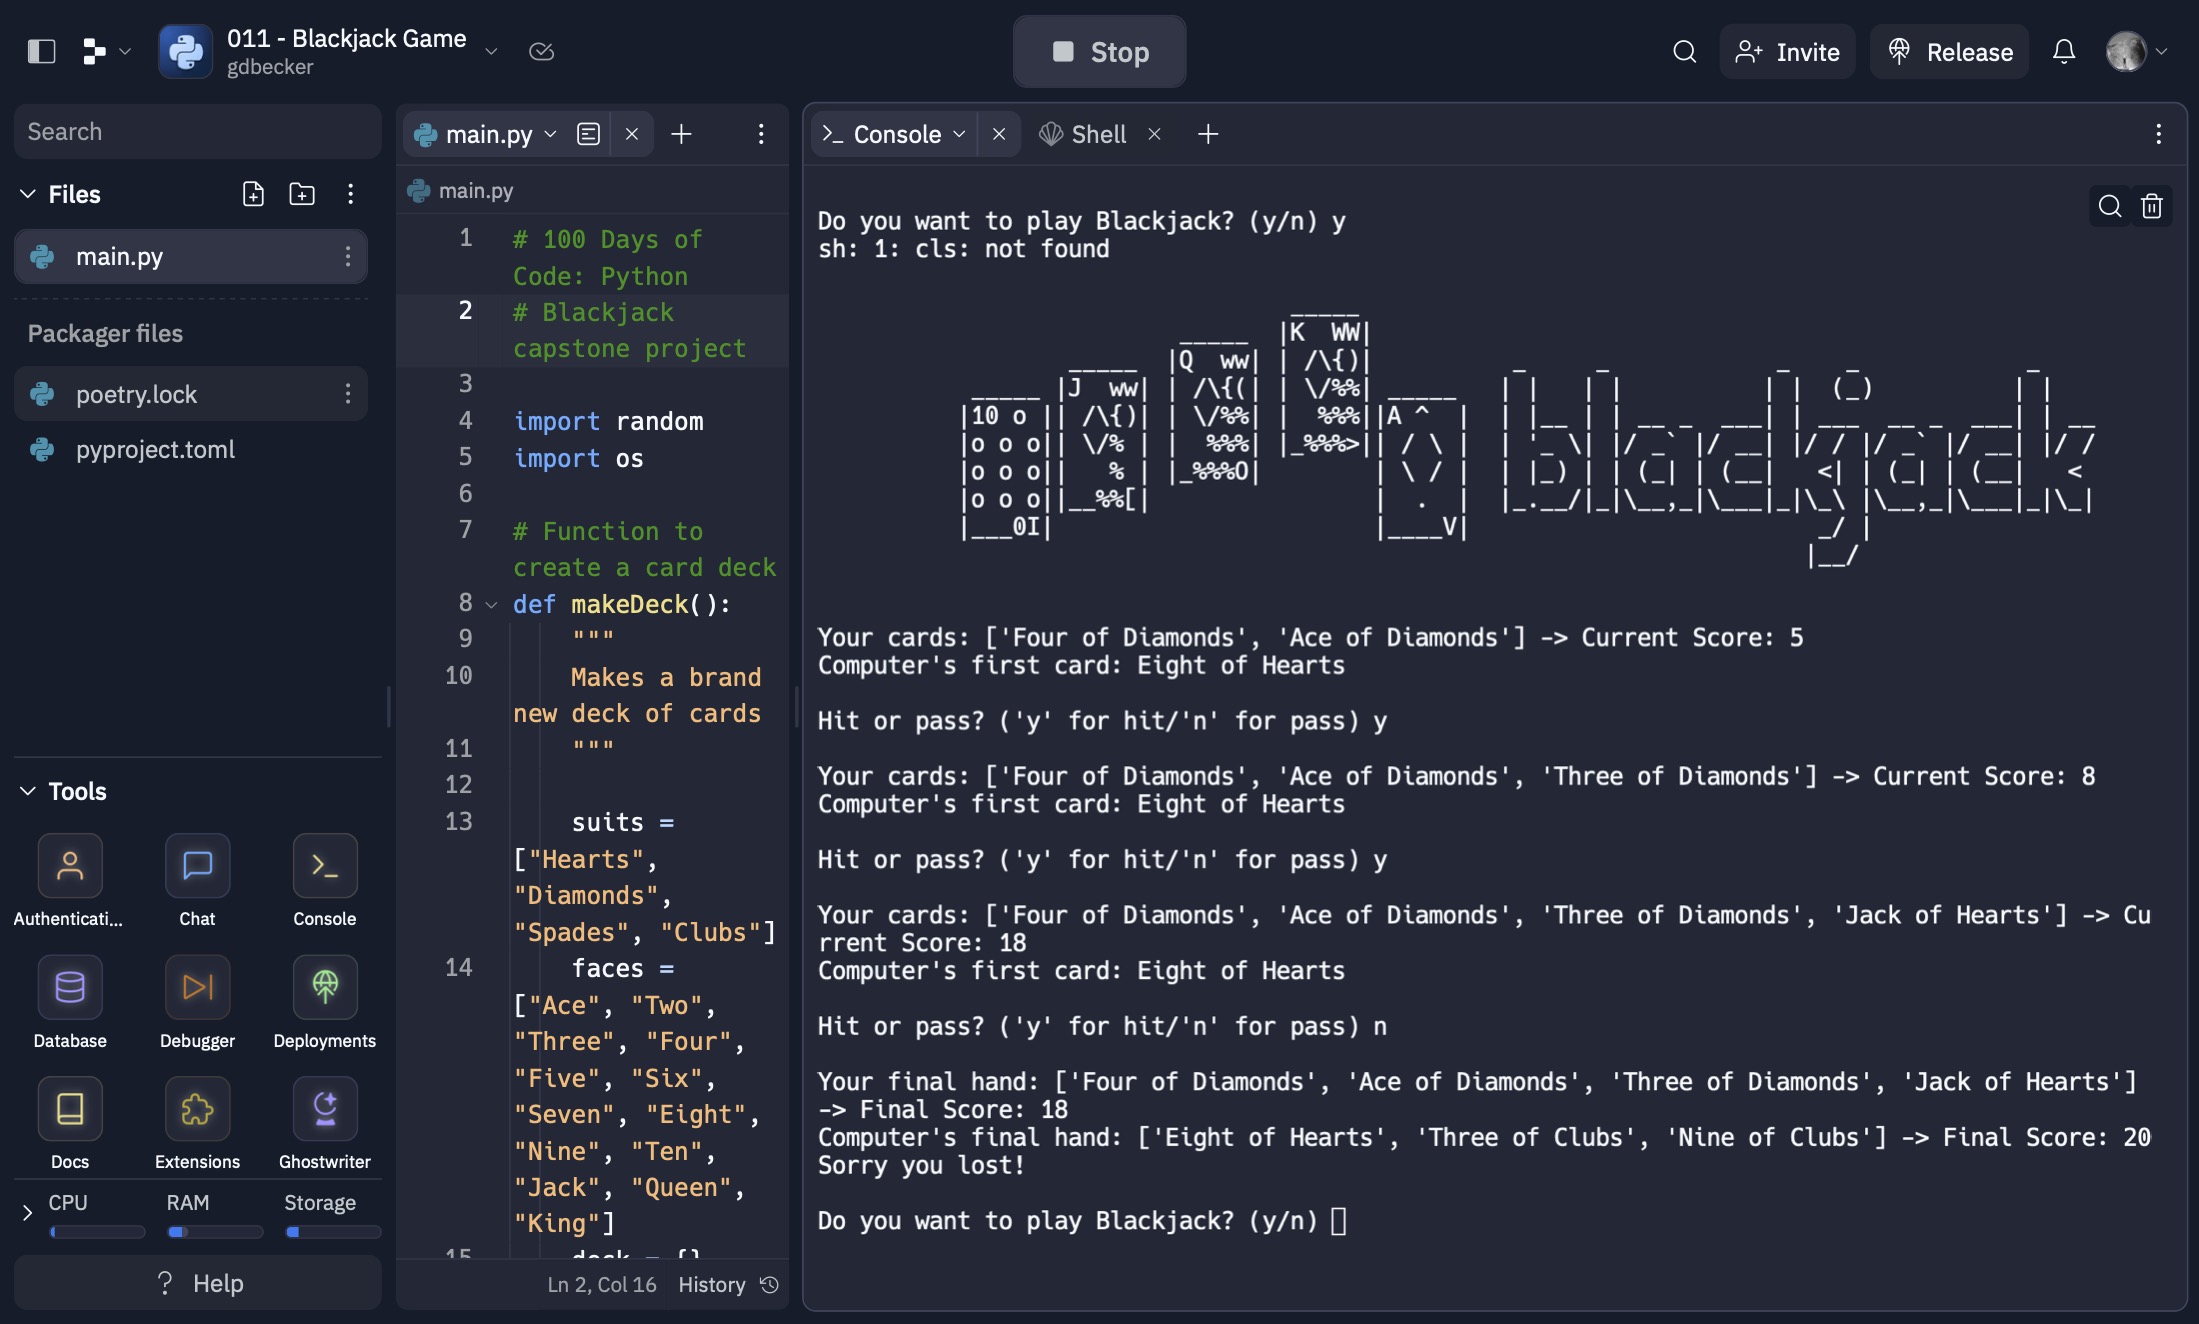 011 - Blackjack Game
gdbecker
Stop
Invite
Release
Search
Files
main.py
Packager files
poetry.lock
pyproject.toml
Tools
Authenticati...
Chat
Console
Database
Debugger
Deployments
Docs
Extensions
Ghostwriter
CPU
RAM
Storage
? Help
main.py
main.py
1 # 100 Days of
Code: Python
2 # Blackjack
capstone project
3
4 import random
5 import os
6
7 # Function to
create a card deck
8 def makeDeck():
9 """
10 Makes a brand
new deck of cards
11 """
12
13 suits =
["Hearts",
"Diamonds",
"Spades", "Clubs"]
14 faces =
["Ace", "Two",
"Three", "Four",
"Five", "Six",
"Seven", "Eight",
"Nine", "Ten",
"Jack", "Queen",
"King"]
15 deck = {}
Ln 2, Col 16
History
>_ Console
Shell
Do you want to play Blackjack? (y/n) y
sh: 1: cls: not found
blackjack
Your cards: ['Four of Diamonds', 'Ace of Diamonds'] -> Current Score: 5
Computer's first card: Eight of Hearts
Hit or pass? ('y' for hit/'n' for pass) y
Your cards: ['Four of Diamonds', 'Ace of Diamonds', 'Three of Diamonds'] -> Current Score: 8
Computer's first card: Eight of Hearts
Hit or pass? ('y' for hit/'n' for pass) y
Your cards: ['Four of Diamonds', 'Ace of Diamonds', 'Three of Diamonds', 'Jack of Hearts'] -> Cu
rrent Score: 18
Computer's first card: Eight of Hearts
Hit or pass? ('y' for hit/'n' for pass) n
Your final hand: ['Four of Diamonds', 'Ace of Diamonds', 'Three of Diamonds', 'Jack of Hearts']
-> Final Score: 18
Computer's final hand: ['Eight of Hearts', 'Three of Clubs', 'Nine of Clubs'] -> Final Score: 20
Sorry you lost!
Do you want to play Blackjack? (y/n)